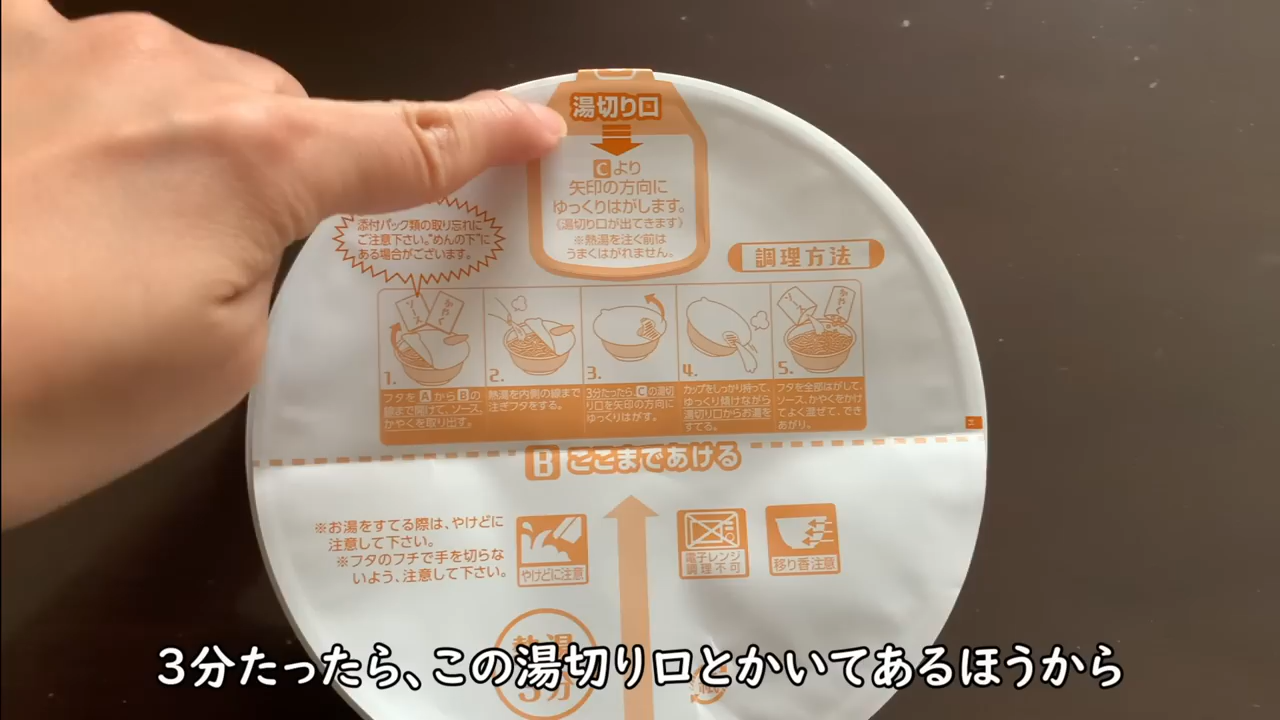 湯切り口
Cより
矢印の方向に
ゆっくりはがします。
(湯切り口が出てきます)
※熱湯を注ぐ前は
うまくはがれません。
添付パック類の取り忘れに
ご注意下さい。"めんの下"に
ある場合がございます。
調理方法
ソース
かやく
ソース
かやく
1.
フタをAからBの
線まで開けて、ソース、
かやくを取り出す。
2.
熱湯を内側の線まで
注ぎフタをする。
3.
3分たったらCの湯切
り口を矢印の方向に
ゆっくりはがす。
4.
カップをしっかり持って、
ゆっくり傾けながら
湯切り口からお湯を
すてる。
5.
フタを全部はがして、
ソース、かやくをかけ
てよく混ぜて、でき
あがり。
B ここまであける
※お湯をすてる際は、やけどに
注意して下さい。
※フタのフチで手を切らな
いよう、注意して下さい。
やけどに注意
電子レンジ
調理不可
移り香注意
熱湯
3分
3分たったら、この湯切り口とかいてあるほうから